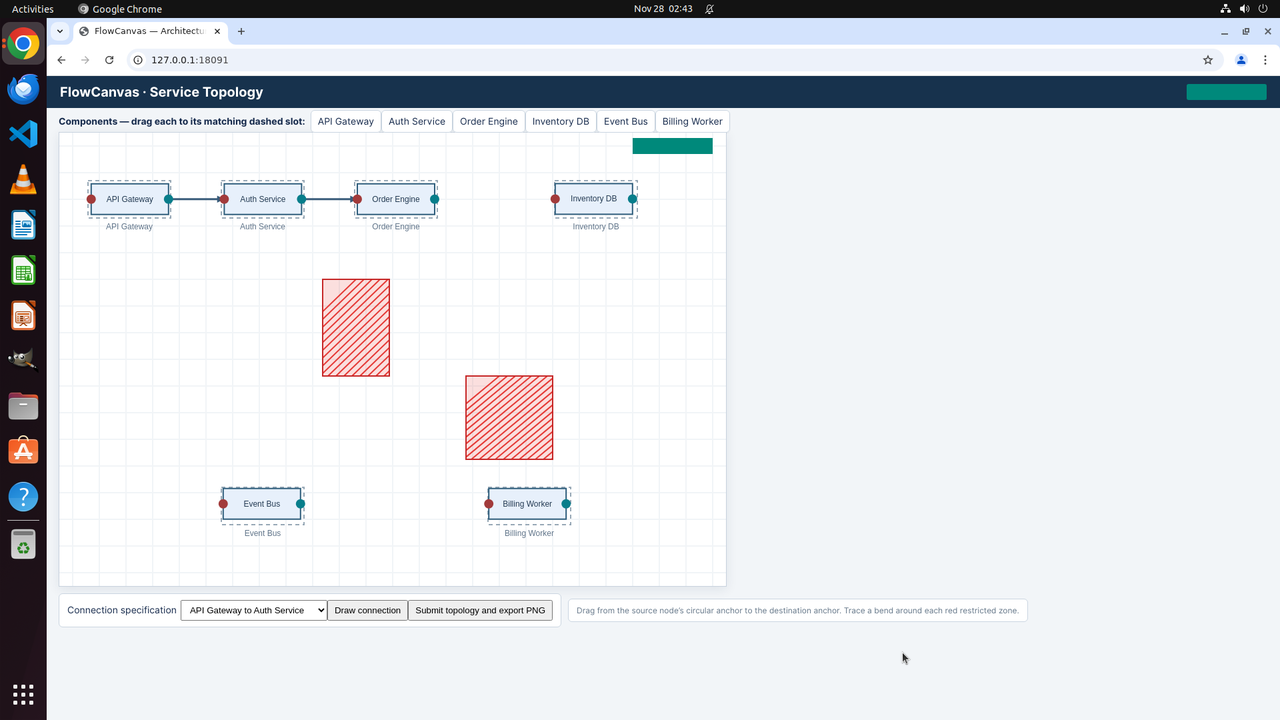 Activities
Google Chrome
Nov 28 02:43
FlowCanvas — Architectu
127.0.0.1:18091
FlowCanvas · Service Topology
Components — drag each to its matching dashed slot:
API Gateway
Auth Service
Order Engine
Inventory DB
Event Bus
Billing Worker
API Gateway
Auth Service
Order Engine
Inventory DB
API Gateway
Auth Service
Order Engine
Inventory DB
Event Bus
Billing Worker
Event Bus
Billing Worker
Connection specification
API Gateway to Auth Service
Draw connection
Submit topology and export PNG
Drag from the source node's circular anchor to the destination anchor. Trace a bend around each red restricted zone.